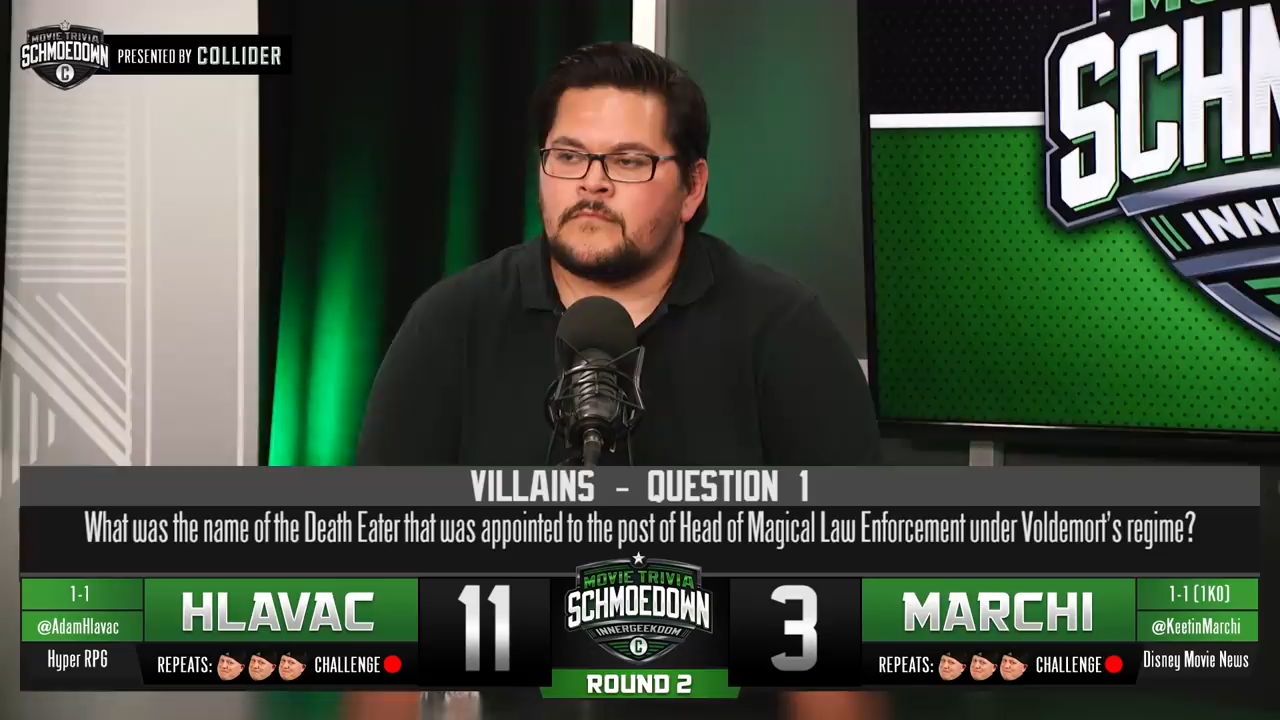 MOVIE TRIVIA
SCHMOEDOWN
C
PRESENTED BY COLLIDER
SCH
INN
VILLAINS - QUESTION 1
What was the name of the Death Eater that was appointed to the post of Head of Magical Law Enforcement under Voldemort's regime?
1-1
@AdamHlavac
Hyper RPG
HLAVAC
REPEATS:
CHALLENGE
11
MOVIE TRIVIA
SCHMOEDOWN
INNERGEEKDOM
C
ROUND 2
3
MARCHI
REPEATS:
CHALLENGE
1-1 (1KO)
@KeetinMarchi
Disney Movie News